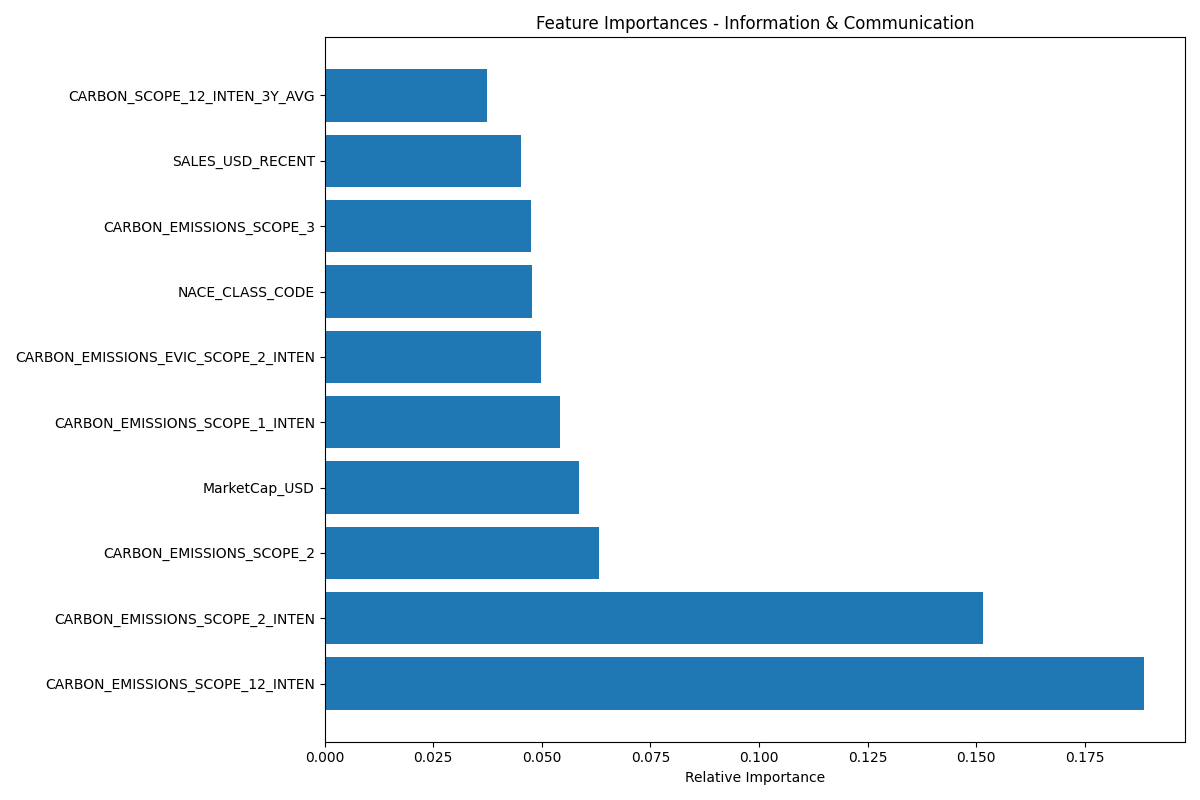 Feature Importances - Information & Communication
CARBON_SCOPE_12_INTEN_3Y_AVG
SALES_USD_RECENT
CARBON_EMISSIONS_SCOPE_3
NACE_CLASS_CODE
CARBON_EMISSIONS_EVIC_SCOPE_2_INTEN
CARBON_EMISSIONS_SCOPE_1_INTEN
MarketCap_USD
CARBON_EMISSIONS_SCOPE_2
CARBON_EMISSIONS_SCOPE_2_INTEN
CARBON_EMISSIONS_SCOPE_12_INTEN
0.000 0.025 0.050 0.075 0.100 0.125 0.150 0.175
Relative Importance